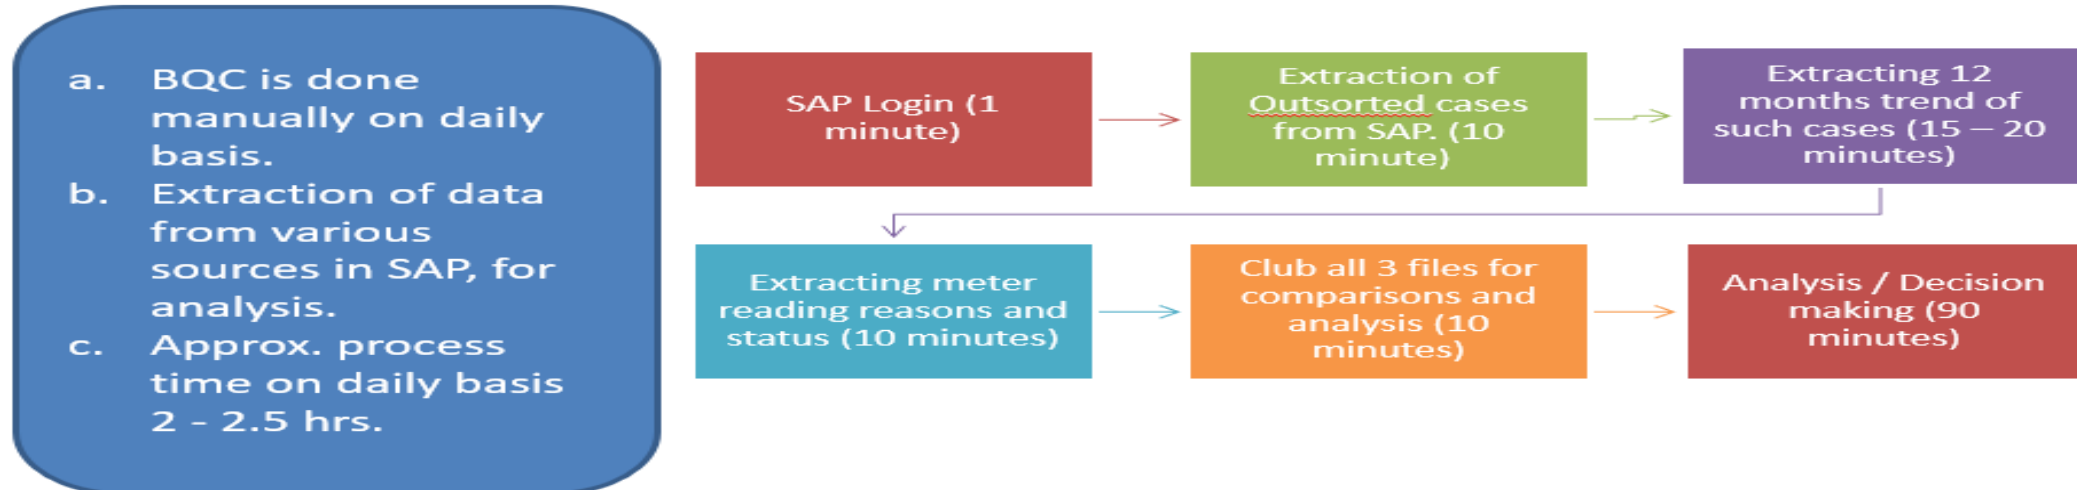 a. BQC is done
manually on daily
basis.
b. Extraction of data
from various
sources in SAP, for
analysis.
c. Approx. process
time on daily basis
2 - 2.5 hrs.
SAP Login (1
minute)
Extraction of
Outsorted cases
from SAP. (10
minute)
Extracting 12
months trend of
such cases (15 – 20
minutes)
Extracting meter
reading reasons and
status (10 minutes)
Club all 3 files for
comparisons and
analysis (10
minutes)
Analysis / Decision
making (90
minutes)